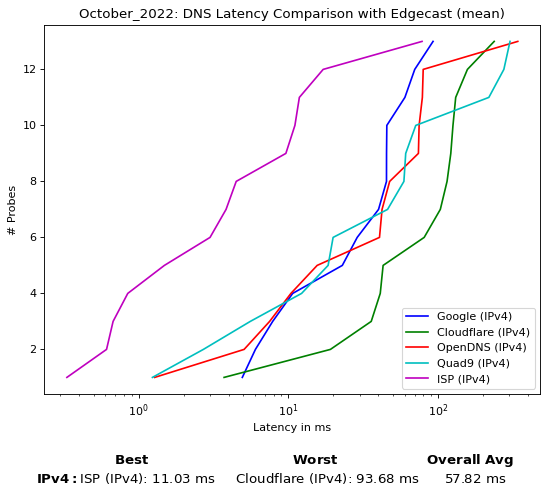 October_2022: DNS Latency Comparison with Edgecast (mean)
12
10
8
6
4
2
# Probes
Google (IPv4)
Cloudflare (IPv4)
OpenDNS (IPv4)
Quad9 (IPv4)
ISP (IPv4)
10⁰ 10¹ 10²
Latency in ms
Best Worst Overall Avg
IPv4: ISP (IPv4): 11.03 ms Cloudflare (IPv4): 93.68 ms 57.82 ms